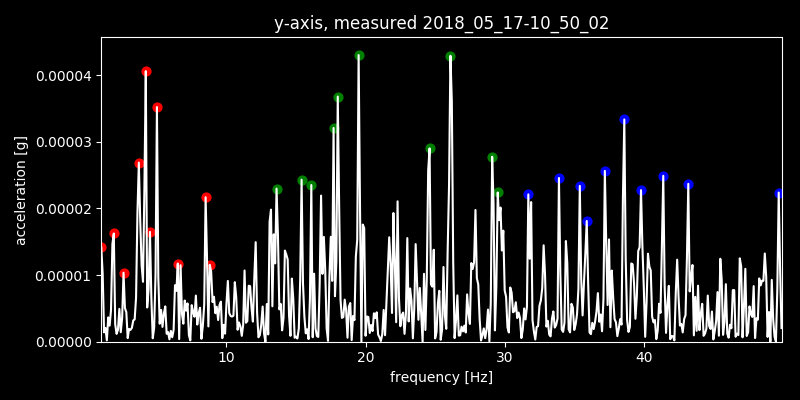 y-axis, measured 2018_05_17-10_50_02
0.00004
0.00003
0.00002
0.00001
0.00000
acceleration [g]
10 20 30 40
frequency [Hz]